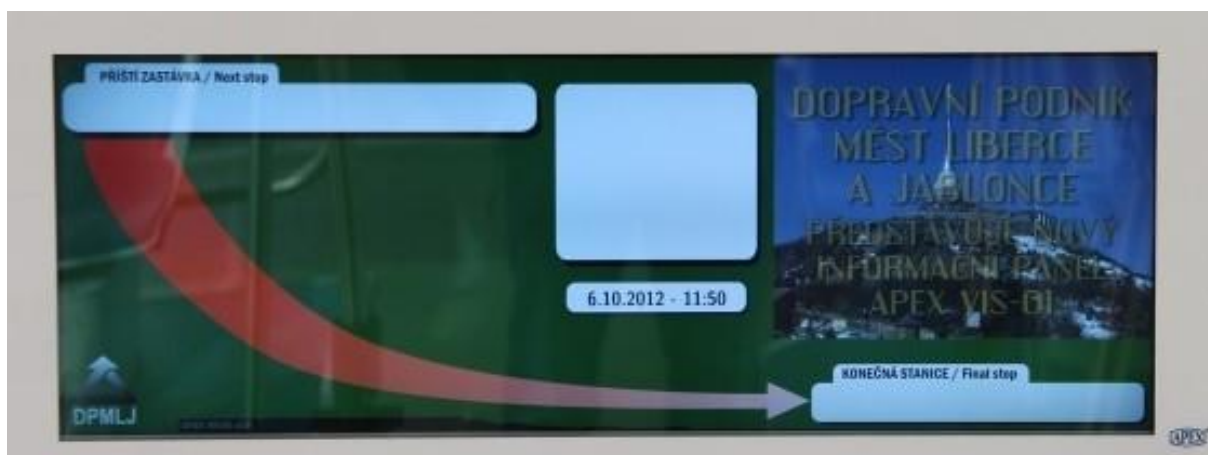 PŘÍŠTÍ ZASTÁVKA / Next stop
DOPRAVNÍ PODNIK
MĚST LIBERCE
A JABLONCE
PŘEDSTAVUJE NOVÝ
INFORMAČNÍ PANEL
APEX VIS-01
6.10.2012 - 11:50
KONEČNÁ STANICE / Final stop
DPMLJ
APEX